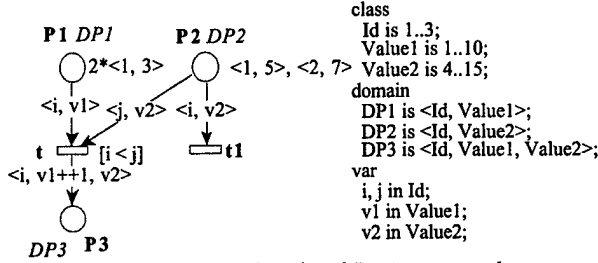 P1 DP1
P2 DP2
2*<1, 3>
<1, 5>, <2, 7>
<i, v1>
<j, v2>
<i, v2>
t
[i < j]
t1
<i, v1++1, v2>
DP3 P3
class
Id is 1..3;
Value1 is 1..10;
Value2 is 4..15;
domain
DP1 is <Id, Value1>;
DP2 is <Id, Value2>;
DP3 is <Id, Value1, Value2>;
var
i, j in Id;
v1 in Value1;
v2 in Value2;